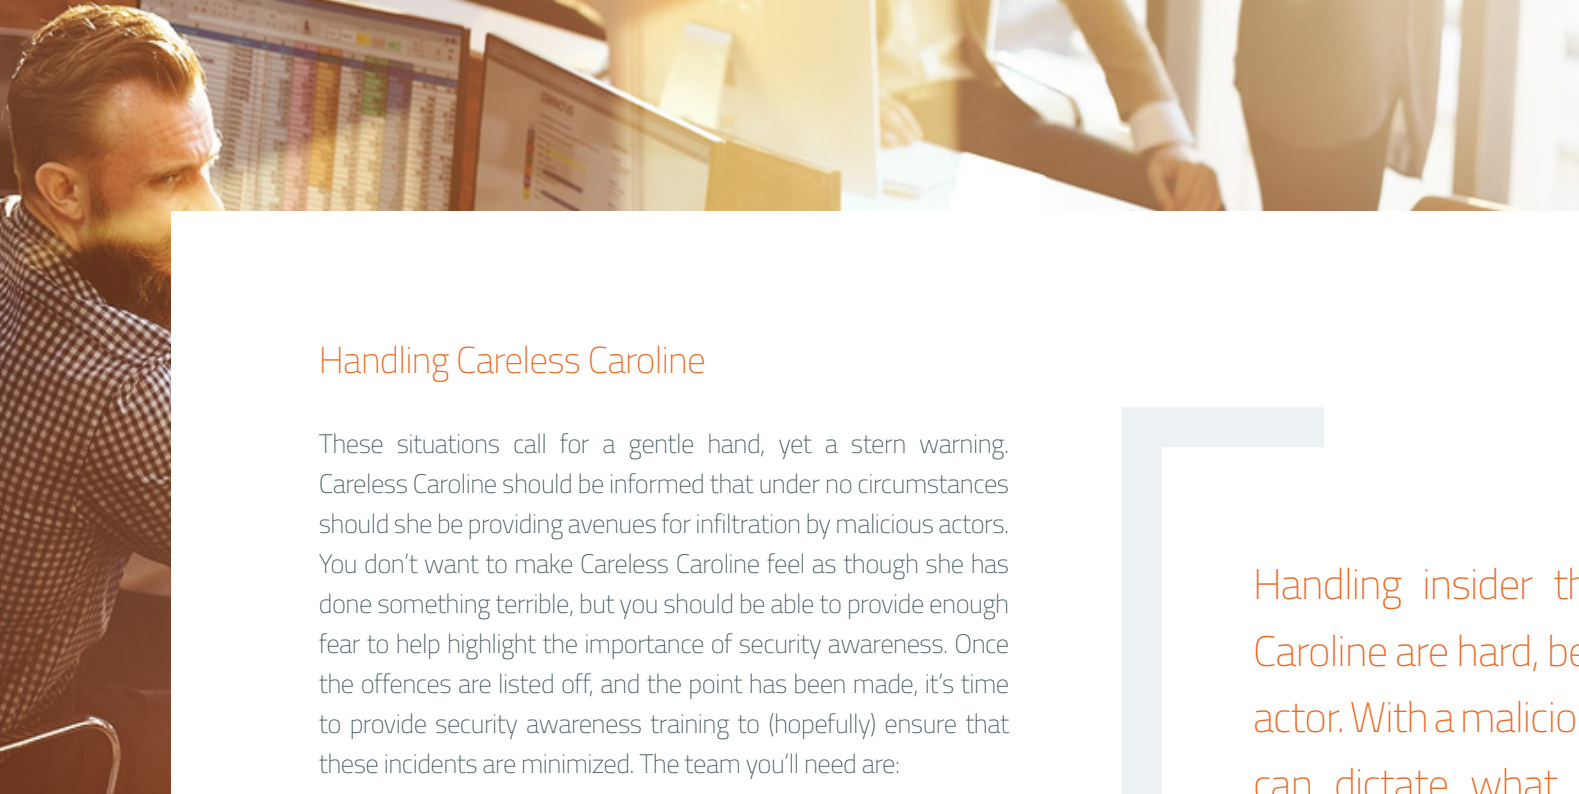 CONTACT US
Handling Careless Caroline
These situations call for a gentle hand, yet a stern warning.
Careless Caroline should be informed that under no circumstances
should she be providing avenues for infiltration by malicious actors.
You don’t want to make Careless Caroline feel as though she has
done something terrible, but you should be able to provide enough
fear to help highlight the importance of security awareness. Once
the offences are listed off, and the point has been made, it’s time
to provide security awareness training to (hopefully) ensure that
these incidents are minimized. The team you’ll need are:
Handling insider th
Caroline are hard, be
actor. With a malicio
can dictate what